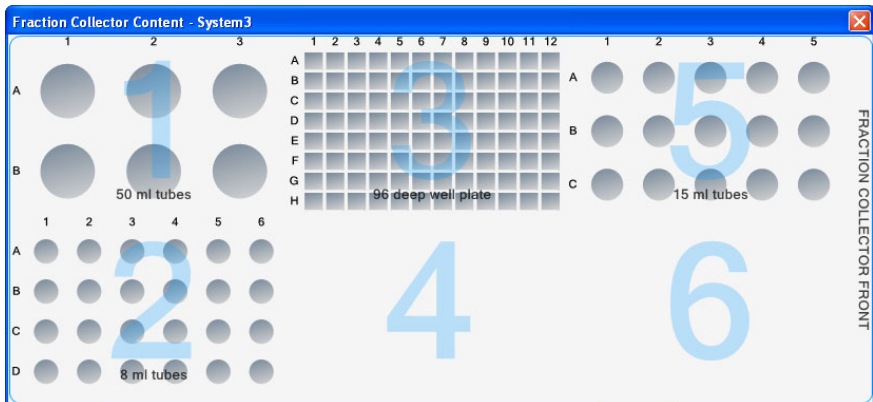 Fraction Collector Content - System3
1 2 3
A
B
1
50 ml tubes
1 2 3 4 5 6 7 8 9 10 11 12
A
B
C
D
E
F
G
H
3
96 deep well plate
1 2 3 4 5
A
B
C
5
15 ml tubes
1 2 3 4 5 6
A
B
C
D
2
8 ml tubes
4
6
FRACTION COLLECTOR FRONT